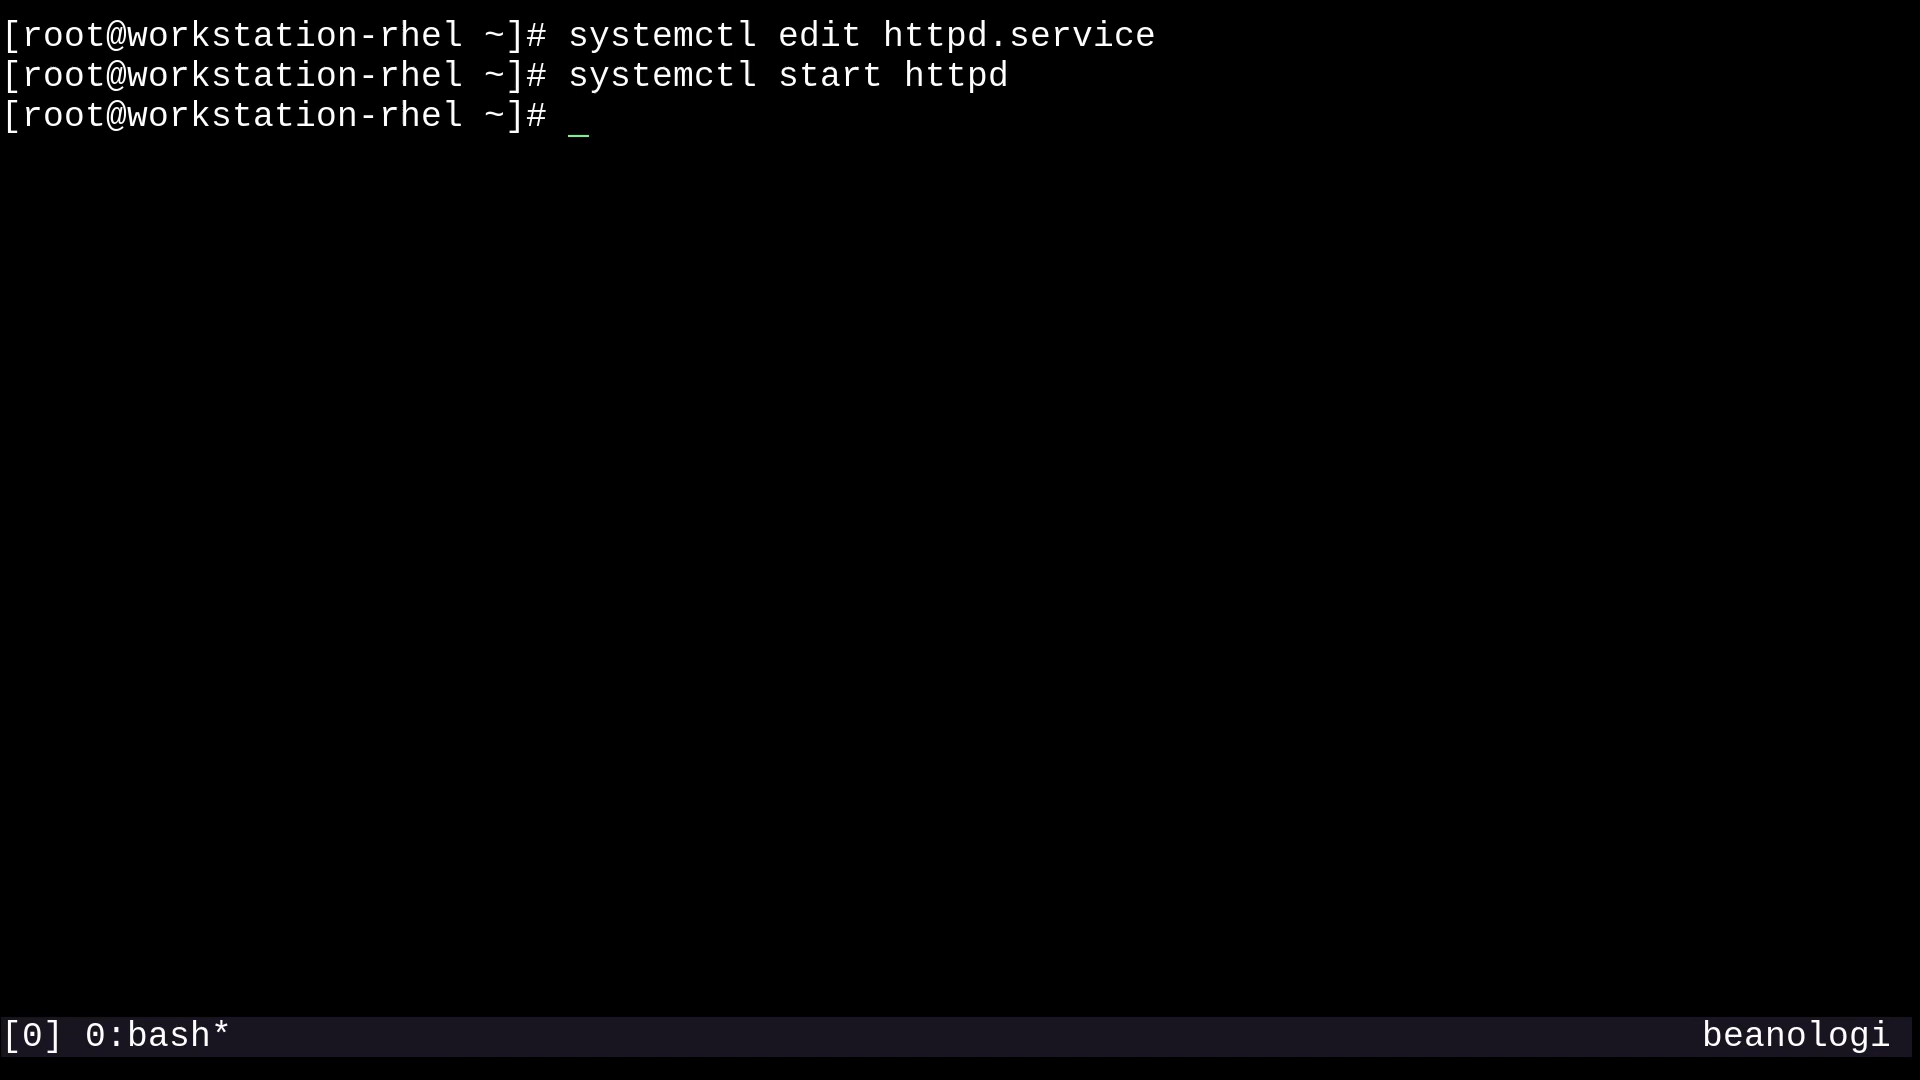 [root@workstation-rhel ~]# systemctl edit httpd.service
[root@workstation-rhel ~]# systemctl start httpd
[root@workstation-rhel ~]# _
[0] 0:bash*
beanologi